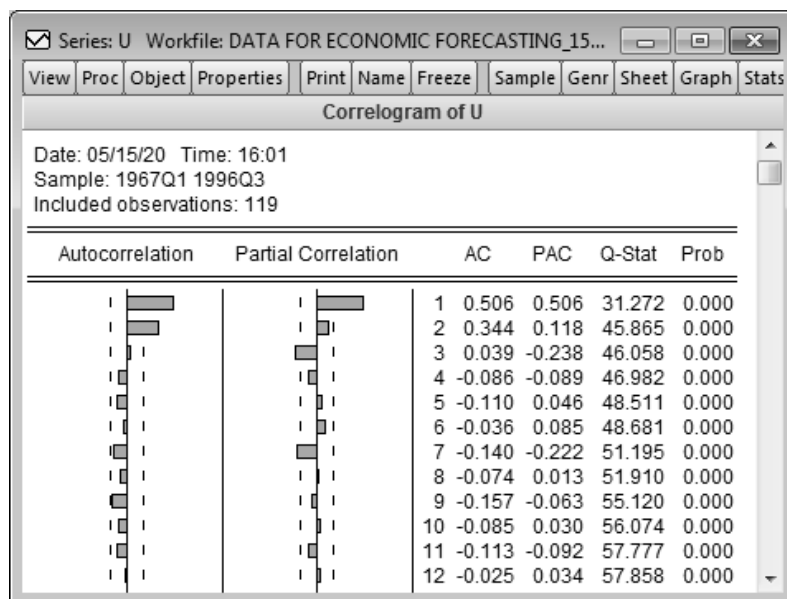 Series: U Workfile: DATA FOR ECONOMIC FORECASTING_15...
View Proc Object Properties Print Name Freeze Sample Genr Sheet Graph Stats
Correlogram of U
Date: 05/15/20 Time: 16:01
Sample: 1967Q1 1996Q3
Included observations: 119
Autocorrelation Partial Correlation AC PAC Q-Stat Prob
1 0.506 0.506 31.272 0.000
2 0.344 0.118 45.865 0.000
3 0.039 -0.238 46.058 0.000
4 -0.086 -0.089 46.982 0.000
5 -0.110 0.046 48.511 0.000
6 -0.036 0.085 48.681 0.000
7 -0.140 -0.222 51.195 0.000
8 -0.074 0.013 51.910 0.000
9 -0.157 -0.063 55.120 0.000
10 -0.085 0.030 56.074 0.000
11 -0.113 -0.092 57.777 0.000
12 -0.025 0.034 57.858 0.000